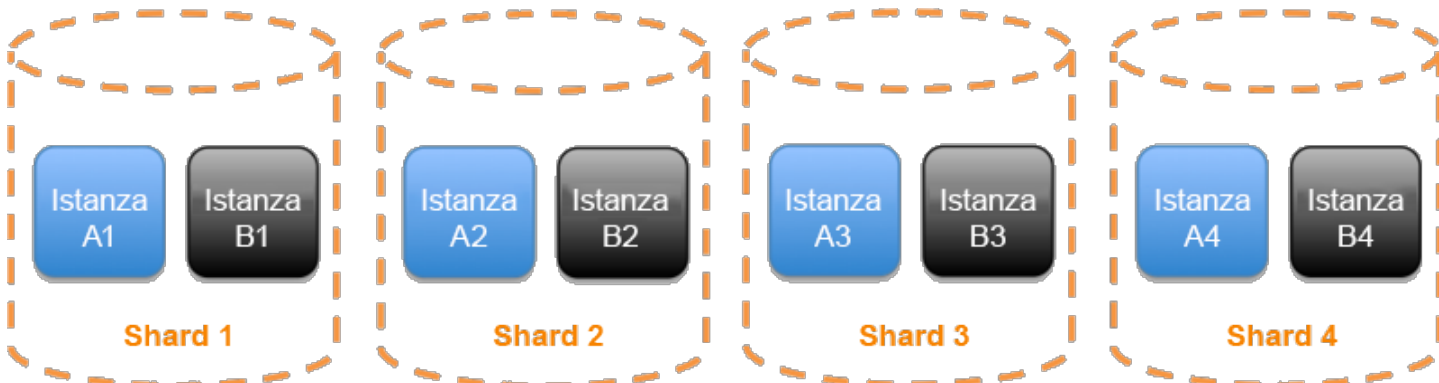 Istanza
A1
Istanza
B1
Istanza
A2
Istanza
B2
Istanza
A3
Istanza
B3
Istanza
A4
Istanza
B4
Shard 1
Shard 2
Shard 3
Shard 4